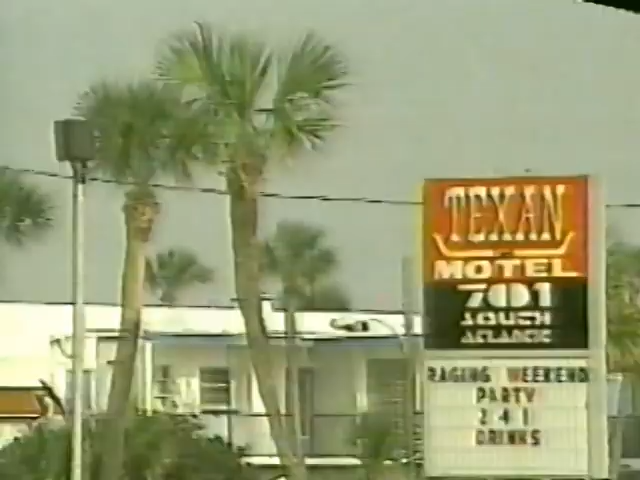 TEXAN
MOTEL
701
SOUTH
ATLANTIC
RAGING WEEKEND
PARTY
2 4 1
DRINKS